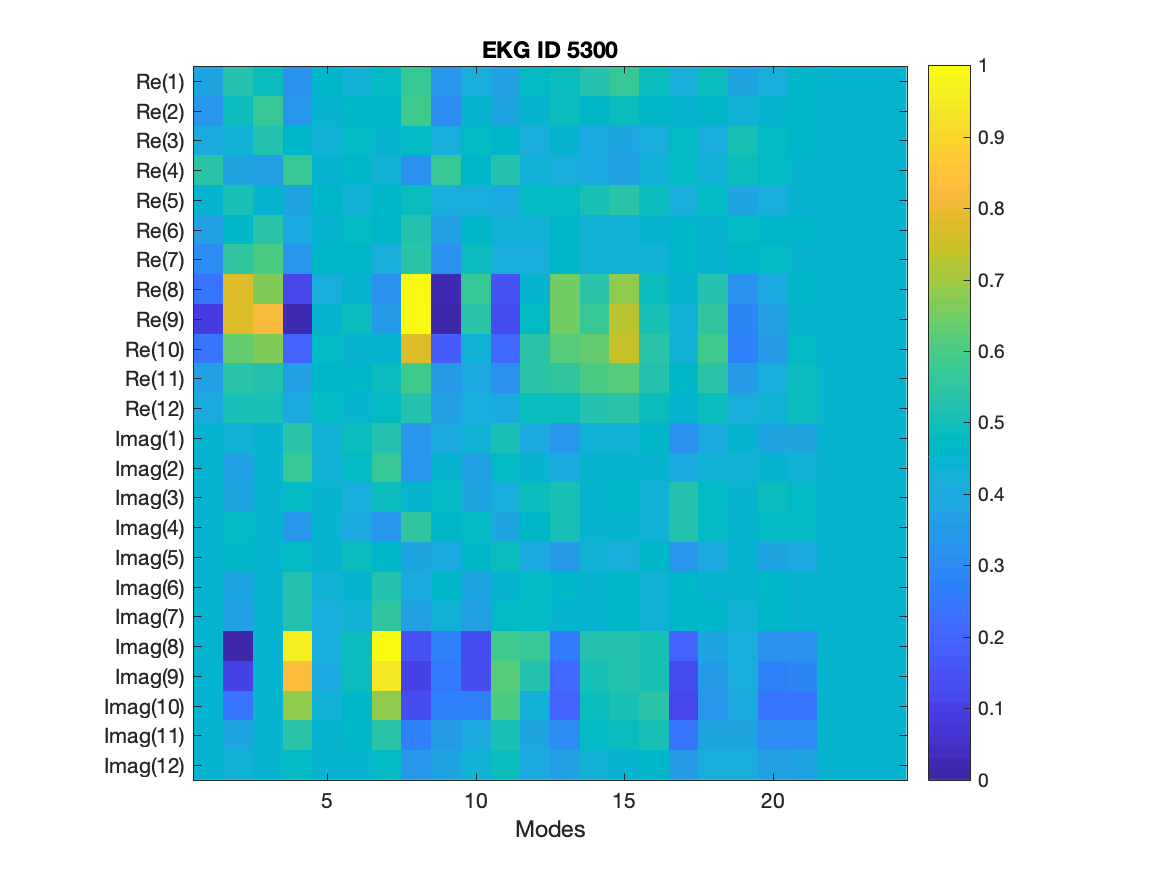 EKG ID 5300
Re(1)
Re(2)
Re(3)
Re(4)
Re(5)
Re(6)
Re(7)
Re(8)
Re(9)
Re(10)
Re(11)
Re(12)
Imag(1)
Imag(2)
Imag(3)
Imag(4)
Imag(5)
Imag(6)
Imag(7)
Imag(8)
Imag(9)
Imag(10)
Imag(11)
Imag(12)
5 10 15 20
Modes
1
0.9
0.8
0.7
0.6
0.5
0.4
0.3
0.2
0.1
0